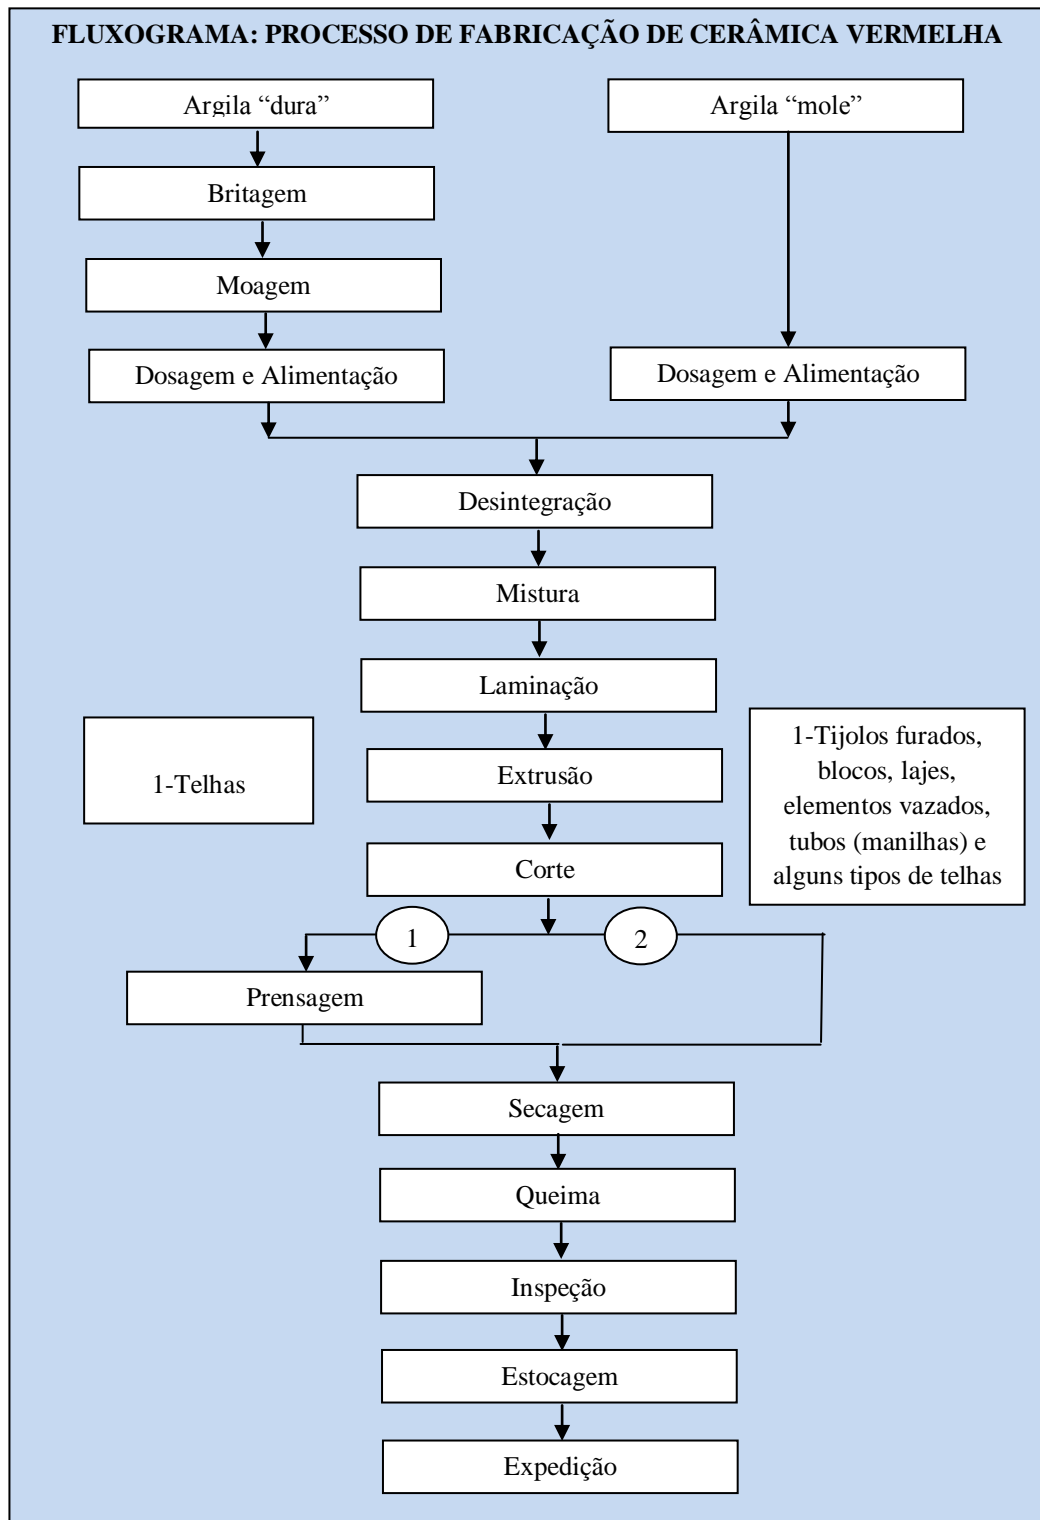 FLUXOGRAMA: PROCESSO DE FABRICAÇÃO DE CERÂMICA VERMELHA
Argila “dura”
Argila “mole”
Britagem
Moagem
Dosagem e Alimentação
Dosagem e Alimentação
Desintegração
Mistura
Laminação
1-Telhas
Extrusão
1-Tijolos furados,
blocos, lajes,
elementos vazados,
tubos (manilhas) e
alguns tipos de telhas
Corte
1
2
Prensagem
Secagem
Queima
Inspeção
Estocagem
Expedição